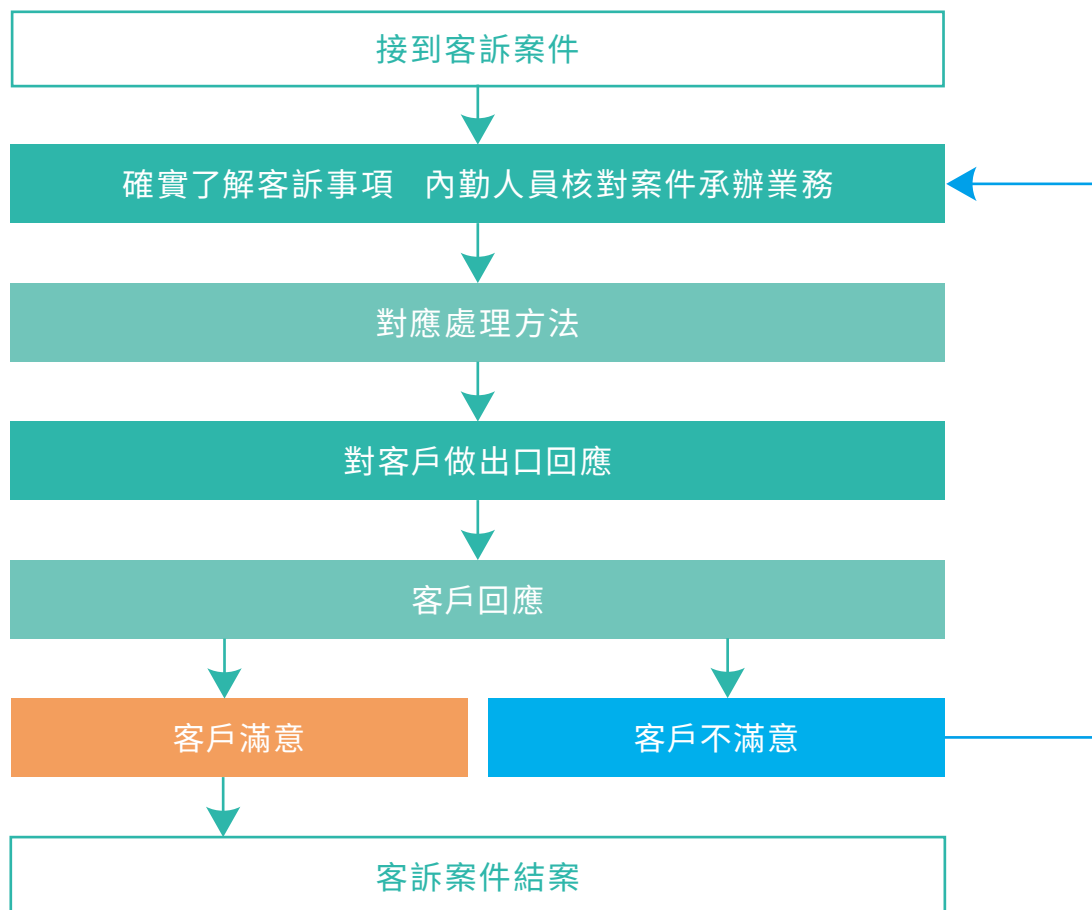 接到客訴案件
確實了解客訴事項 內勤人員核對案件承辦業務
對應處理方法
對客戶做出口回應
客戶回應
客戶滿意
客戶不滿意
客訴案件結案